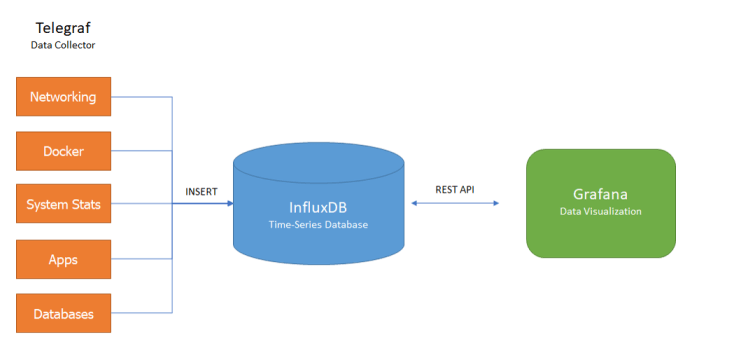 Telegraf
Data Collector
Networking
Docker
System Stats
Apps
Databases
INSERT
InfluxDB
Time-Series Database
REST API
Grafana
Data Visualization